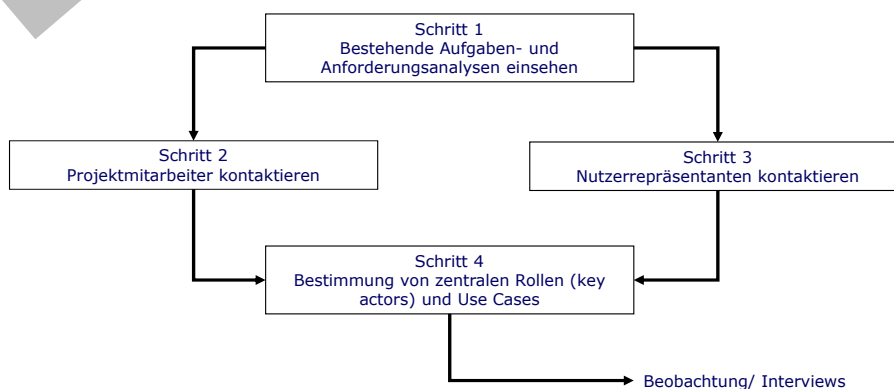 Schritt 1
Bestehende Aufgaben- und
Anforderungsanalysen einsehen
Schritt 2
Projektmitarbeiter kontaktieren
Schritt 3
Nutzerrepräsentanten kontaktieren
Schritt 4
Bestimmung von zentralen Rollen (key
actors) und Use Cases
Beobachtung/ Interviews